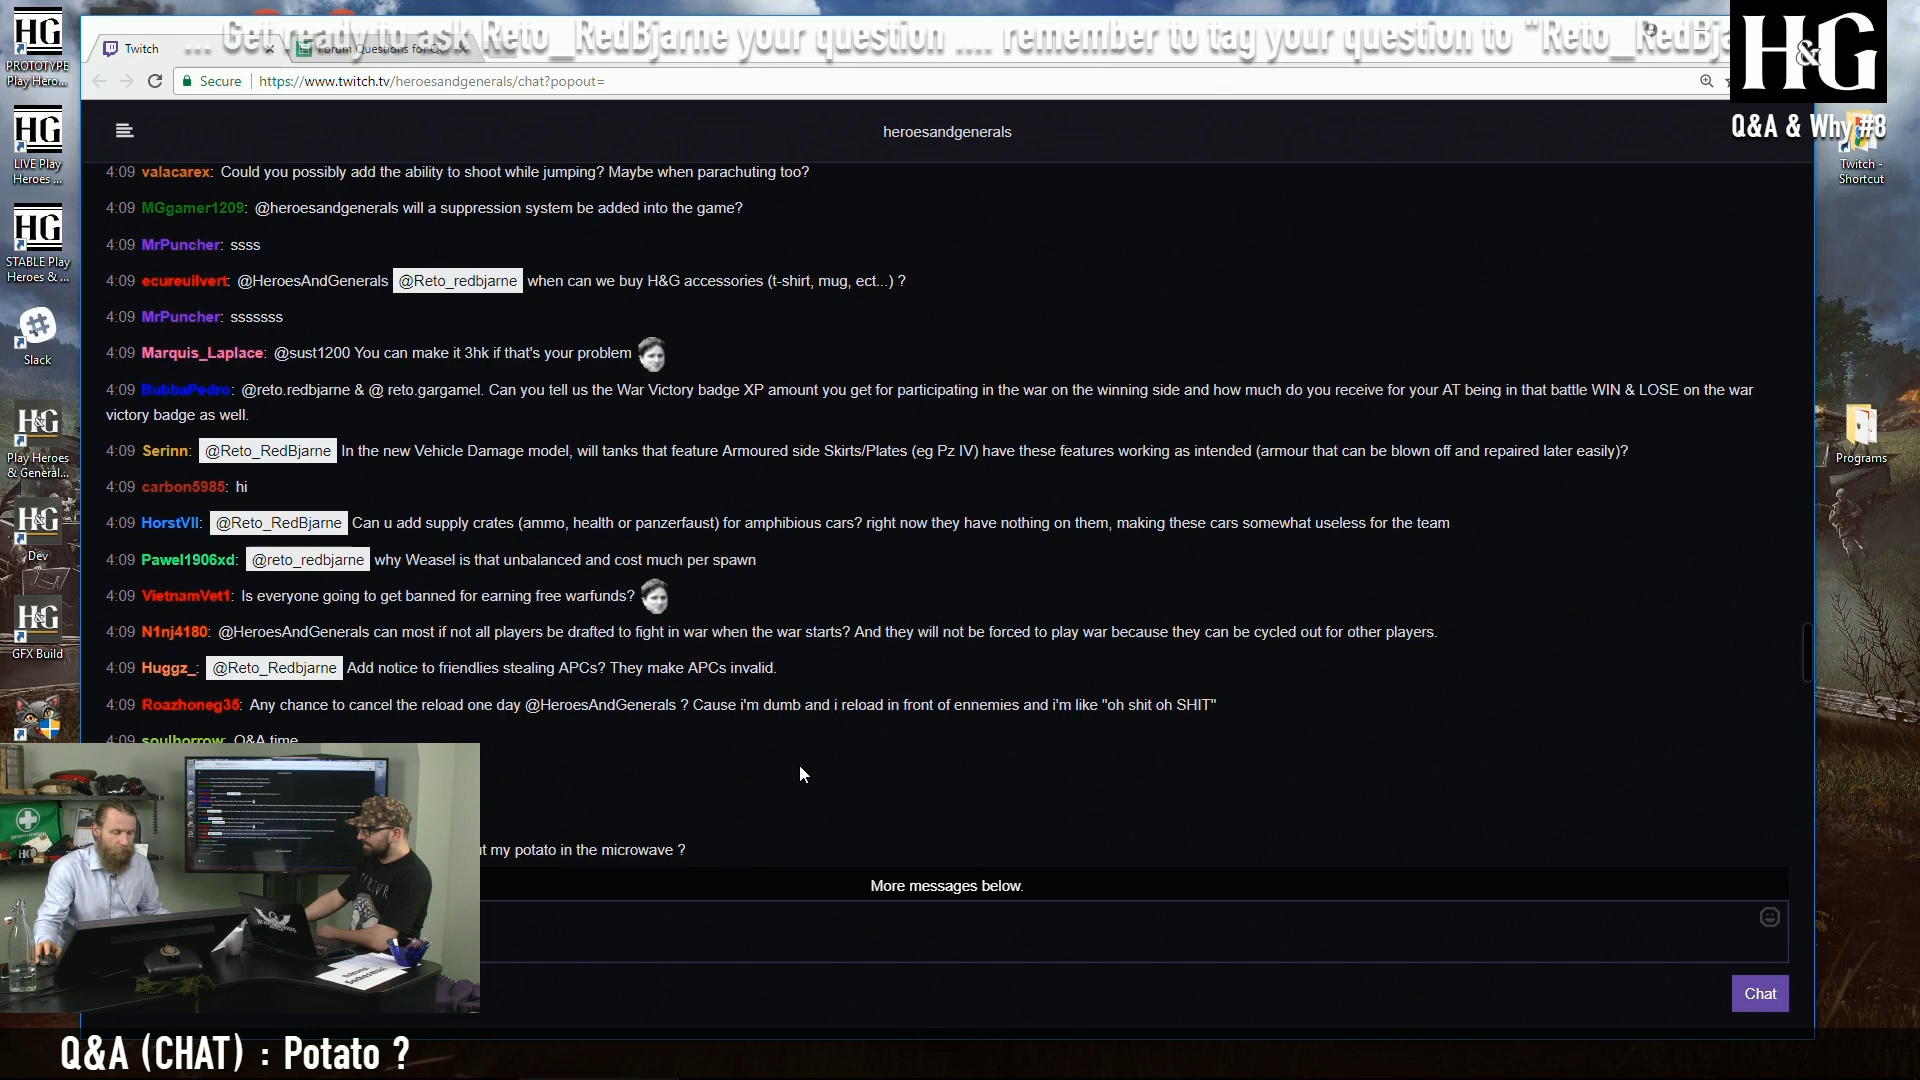 ... Get ready to ask Reto_RedBjarne your question .... remember to tag your question to "Reto_RedBja
H&G
Q&A & Why #8
Twitch
Forum Questions for Q&
Secure
https://www.twitch.tv/heroesandgenerals/chat?popout=
heroesandgenerals
4:09 valacarex: Could you possibly add the ability to shoot while jumping? Maybe when parachuting too?
4:09 MGgamer1209: @heroesandgenerals will a suppression system be added into the game?
4:09 MrPuncher: ssss
4:09 ecureuilvert: @HeroesAndGenerals @Reto_redbjarne when can we buy H&G accessories (t-shirt, mug, ect...) ?
4:09 MrPuncher: sssssss
4:09 Marquis_Laplace: @sust1200 You can make it 3hk if that's your problem
4:09 BubbaPedro: @reto.redbjarne & @ reto.gargamel. Can you tell us the War Victory badge XP amount you get for participating in the war on the winning side and how much do you receive for your AT being in that battle WIN & LOSE on the war
victory badge as well.
4:09 Serinn: @Reto_RedBjarne In the new Vehicle Damage model, will tanks that feature Armoured side Skirts/Plates (eg Pz IV) have these features working as intended (armour that can be blown off and repaired later easily)?
4:09 carbon5985: hi
4:09 HorstVII: @Reto_RedBjarne Can u add supply crates (ammo, health or panzerfaust) for amphibious cars? right now they have nothing on them, making these cars somewhat useless for the team
4:09 Pawel1906xd: @reto_redbjarne why Weasel is that unbalanced and cost much per spawn
4:09 VietnamVet1: Is everyone going to get banned for earning free warfunds?
4:09 N1nj4180: @HeroesAndGenerals can most if not all players be drafted to fight in war when the war starts? And they will not be forced to play war because they can be cycled out for other players.
4:09 Huggz_: @Reto_Redbjarne Add notice to friendlies stealing APCs? They make APCs invalid.
4:09 Roazhoneg35: Any chance to cancel the reload one day @HeroesAndGenerals ? Cause i'm dumb and i reload in front of ennemies and i'm like "oh shit oh SHIT"
4:09 soulhorrow: Q&A time
my potato in the microwave ?
More messages below.
Chat
PROTOTYPE
Play Hero...
LIVE Play
Heroes ...
STABLE Play
Heroes & ...
Slack
Play Heroes
& General...
Dev
GFX Build
Twitch -
Shortcut
Programs
Q&A (CHAT) : Potato ?